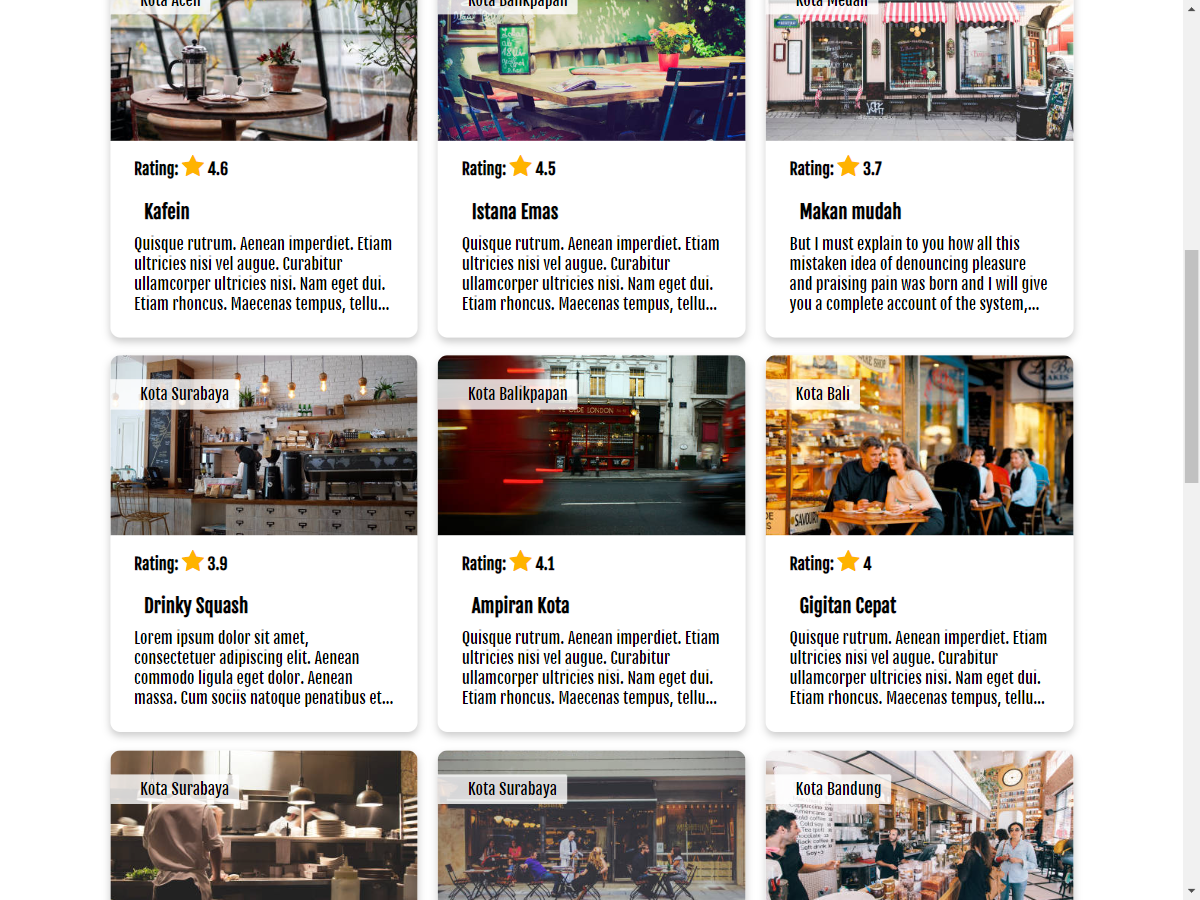 Kota Aceh
Kota Balikpapan
Kota Medan
Rating: 4.6
Kafein
Quisque rutrum. Aenean imperdiet. Etiam
ultricies nisi vel augue. Curabitur
ullamcorper ultricies nisi. Nam eget dui.
Etiam rhoncus. Maecenas tempus, tellu...
Rating: 4.5
Istana Emas
Quisque rutrum. Aenean imperdiet. Etiam
ultricies nisi vel augue. Curabitur
ullamcorper ultricies nisi. Nam eget dui.
Etiam rhoncus. Maecenas tempus, tellu...
Rating: 3.7
Makan mudah
But I must explain to you how all this
mistaken idea of denouncing pleasure
and praising pain was born and I will give
you a complete account of the system,...
Kota Surabaya
Rating: 3.9
Drinky Squash
Lorem ipsum dolor sit amet,
consectetuer adipiscing elit. Aenean
commodo ligula eget dolor. Aenean
massa. Cum sociis natoque penatibus et...
Kota Balikpapan
OLDE LONDON
Rating: 4.1
Ampiran Kota
Quisque rutrum. Aenean imperdiet. Etiam
ultricies nisi vel augue. Curabitur
ullamcorper ultricies nisi. Nam eget dui.
Etiam rhoncus. Maecenas tempus, tellu...
Kota Bali
SAVOURY
Rating: 4
Gigitan Cepat
Quisque rutrum. Aenean imperdiet. Etiam
ultricies nisi vel augue. Curabitur
ullamcorper ultricies nisi. Nam eget dui.
Etiam rhoncus. Maecenas tempus, tellu...
Kota Surabaya
Kota Surabaya
Kota Bandung